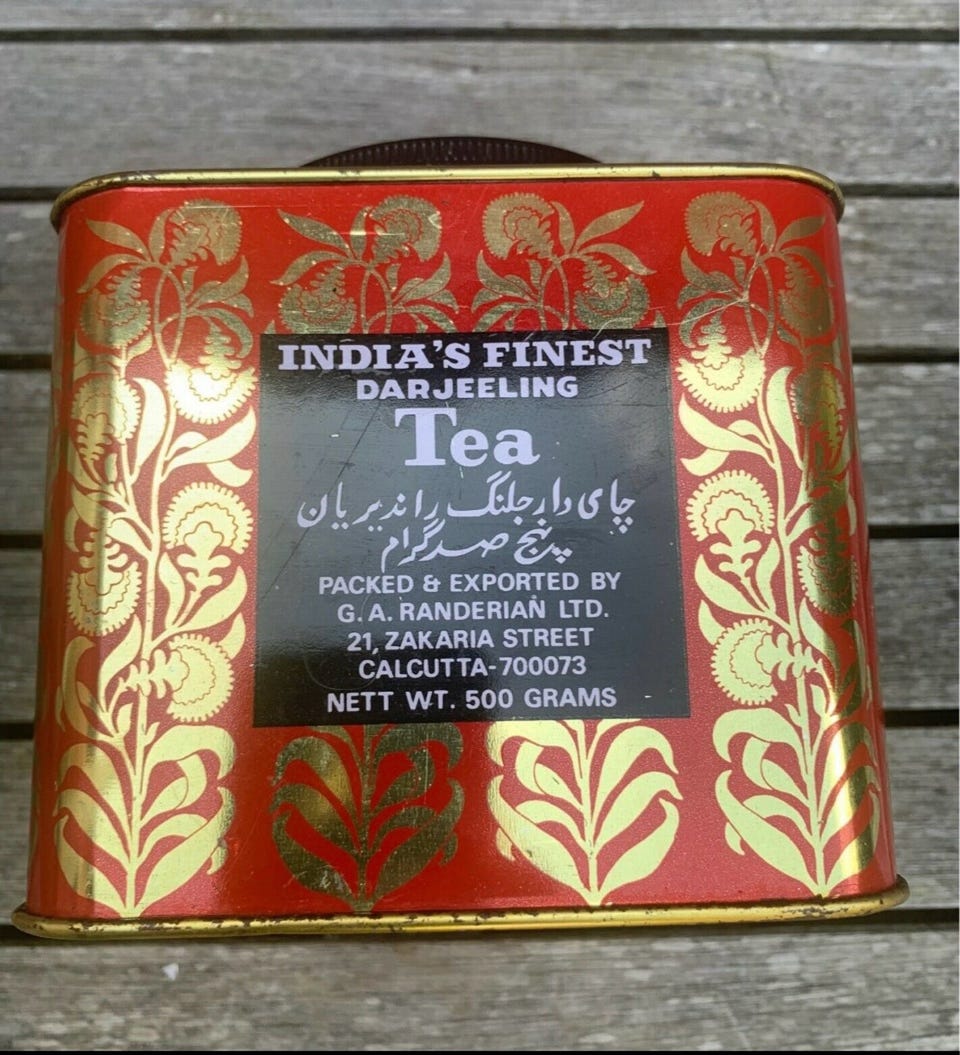 INDIA'S FINEST
DARJEELING
Tea
چای دارجلنگ راندیریان
پنج صد گرام
PACKED & EXPORTED BY
G. A. RANDERIAN LTD.
21, ZAKARIA STREET
CALCUTTA-700073
NETT WT. 500 GRAMS